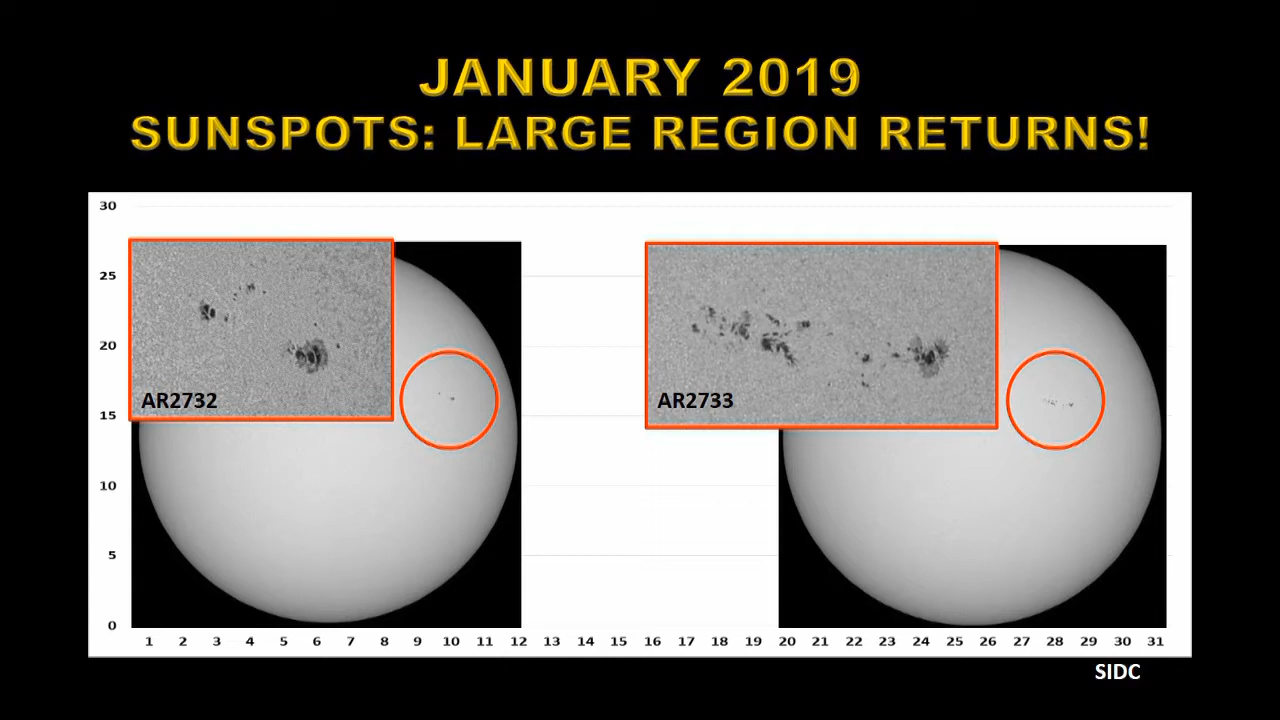 JANUARY 2019
SUNSPOTS: LARGE REGION RETURNS!
30
25
20
15
10
5
0
AR2732
AR2733
1 2 3 4 5 6 7 8 9 10 11 12 13 14 15 16 17 18 19 20 21 22 23 24 25 26 27 28 29 30 31
SIDC